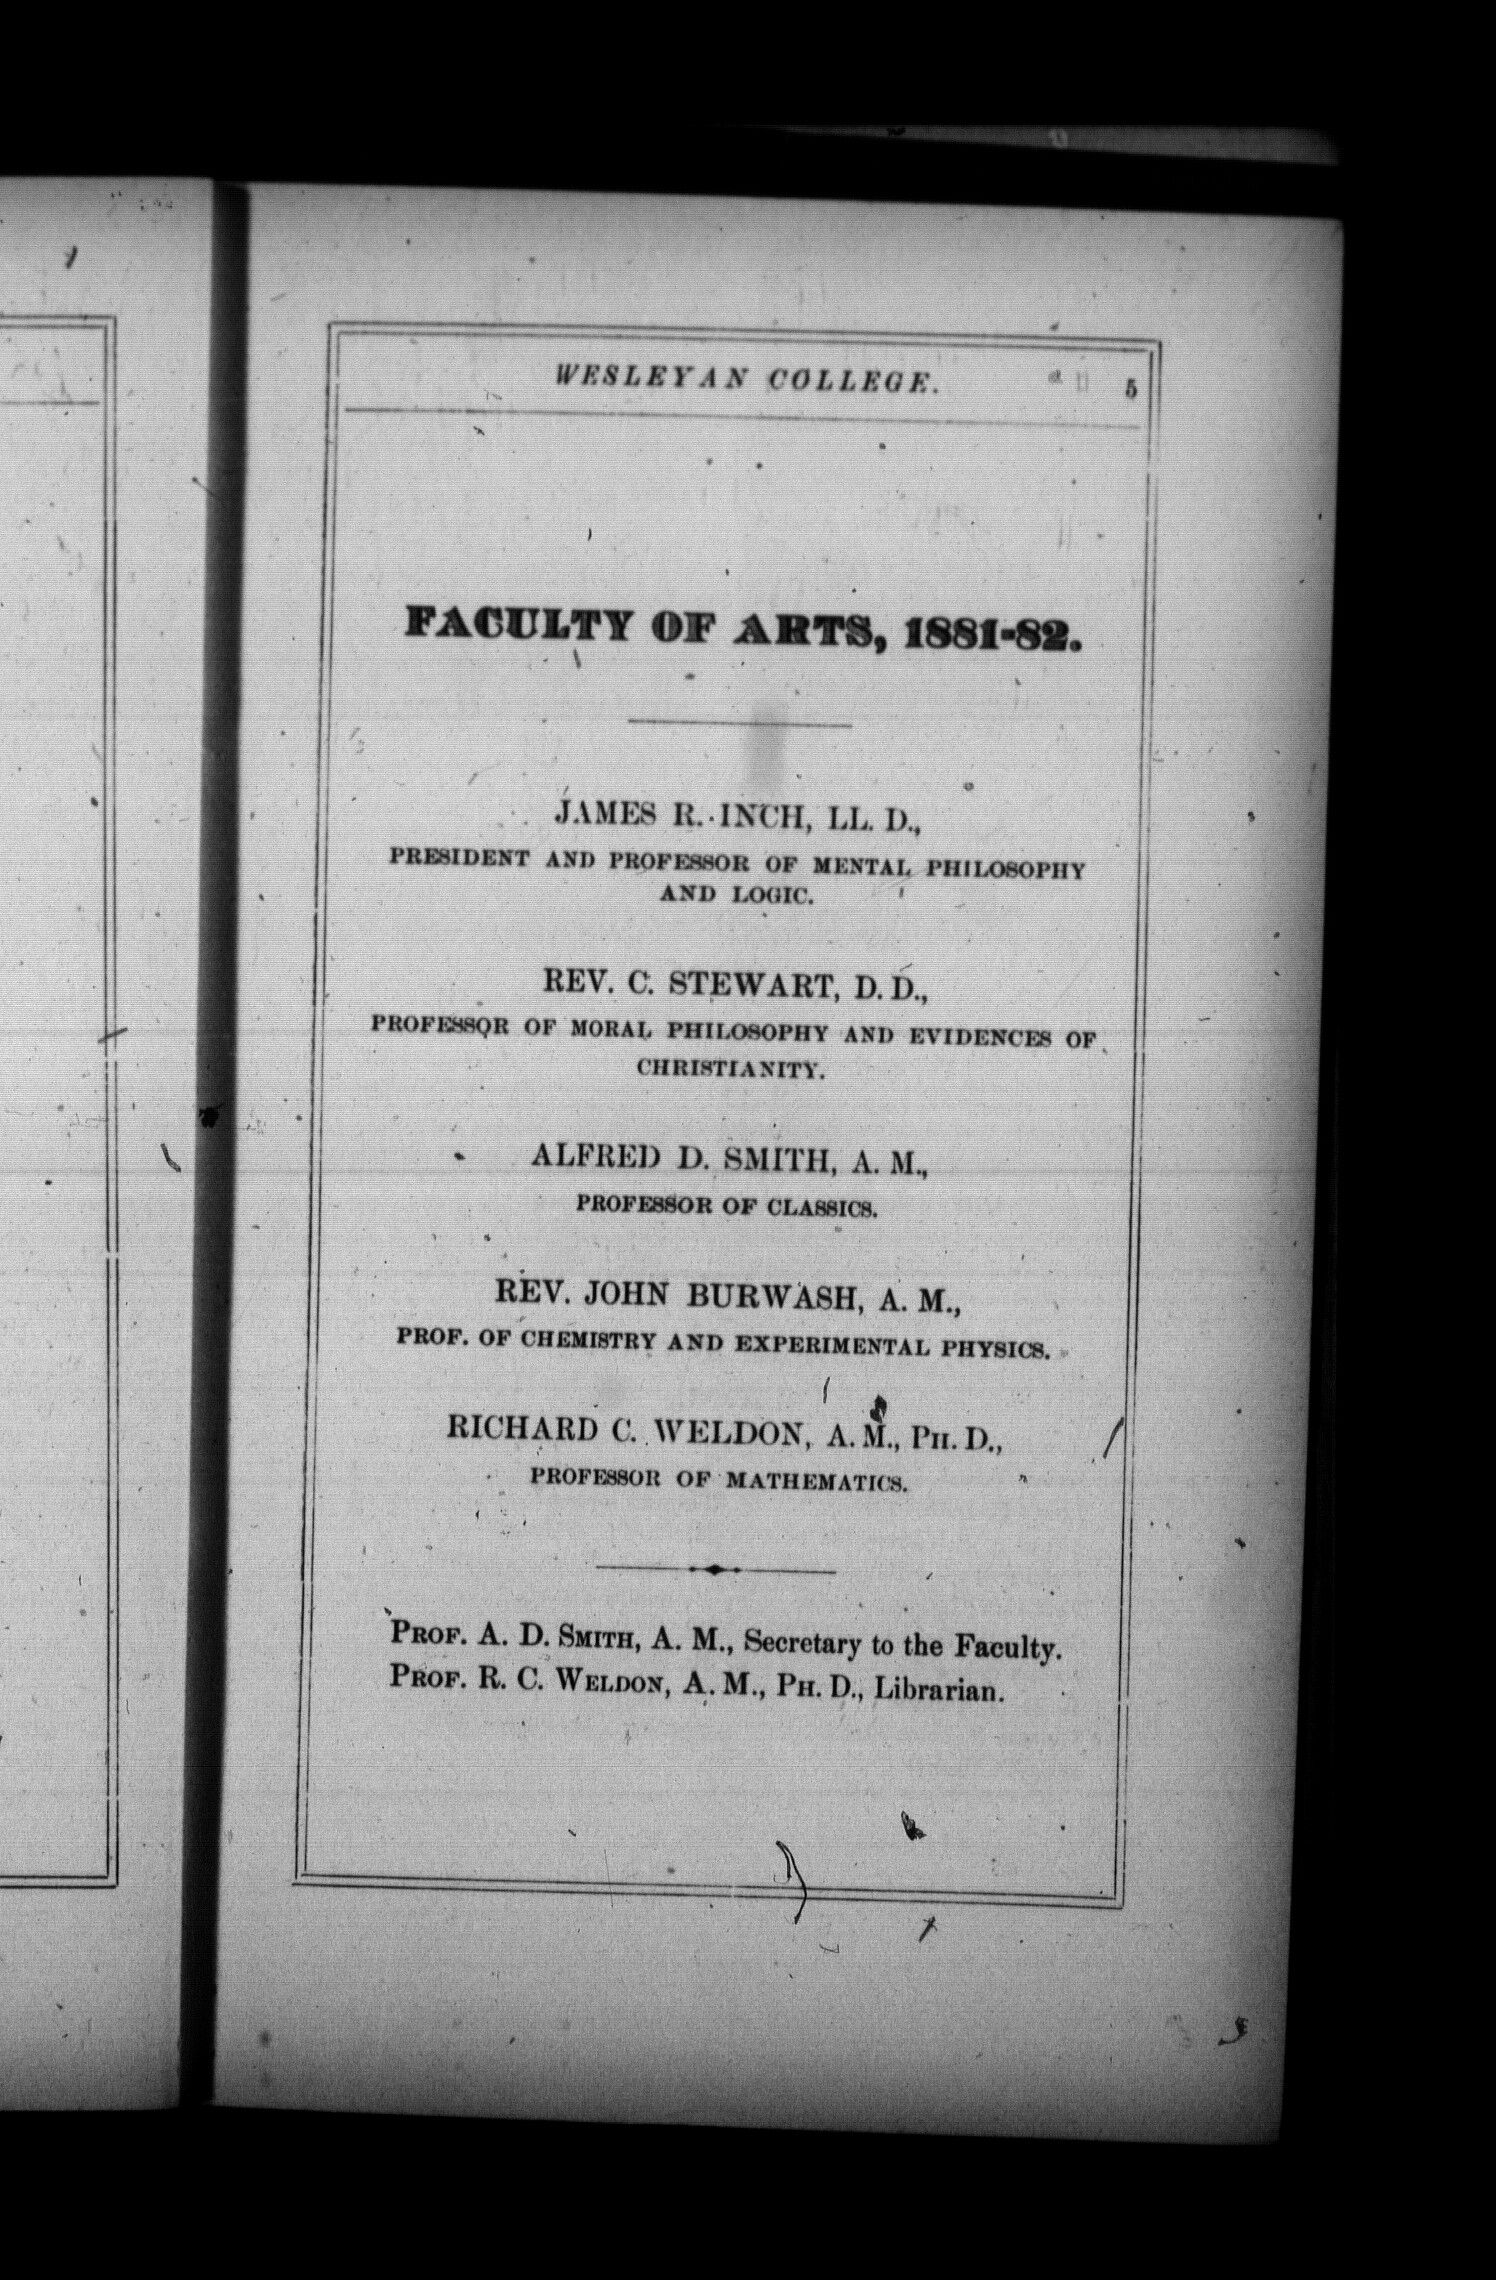 WESLEYAN COLLEGE. 5
FACULTY OF ARTS, 1881-82.
JAMES R. INCH, LL. D.,
PRESIDENT AND PROFESSOR OF MENTAL PHILOSOPHY
AND LOGIC.
REV. C. STEWART, D. D.,
PROFESSOR OF MORAL PHILOSOPHY AND EVIDENCES OF
CHRISTIANITY.
ALFRED D. SMITH, A. M.,
PROFESSOR OF CLASSICS.
REV. JOHN BURWASH, A. M.,
PROF. OF CHEMISTRY AND EXPERIMENTAL PHYSICS.
RICHARD C. WELDON, A. M., PH. D.,
PROFESSOR OF MATHEMATICS.
PROF. A. D. SMITH, A. M., Secretary to the Faculty.
PROF. R. C. WELDON, A. M., PH. D., Librarian.